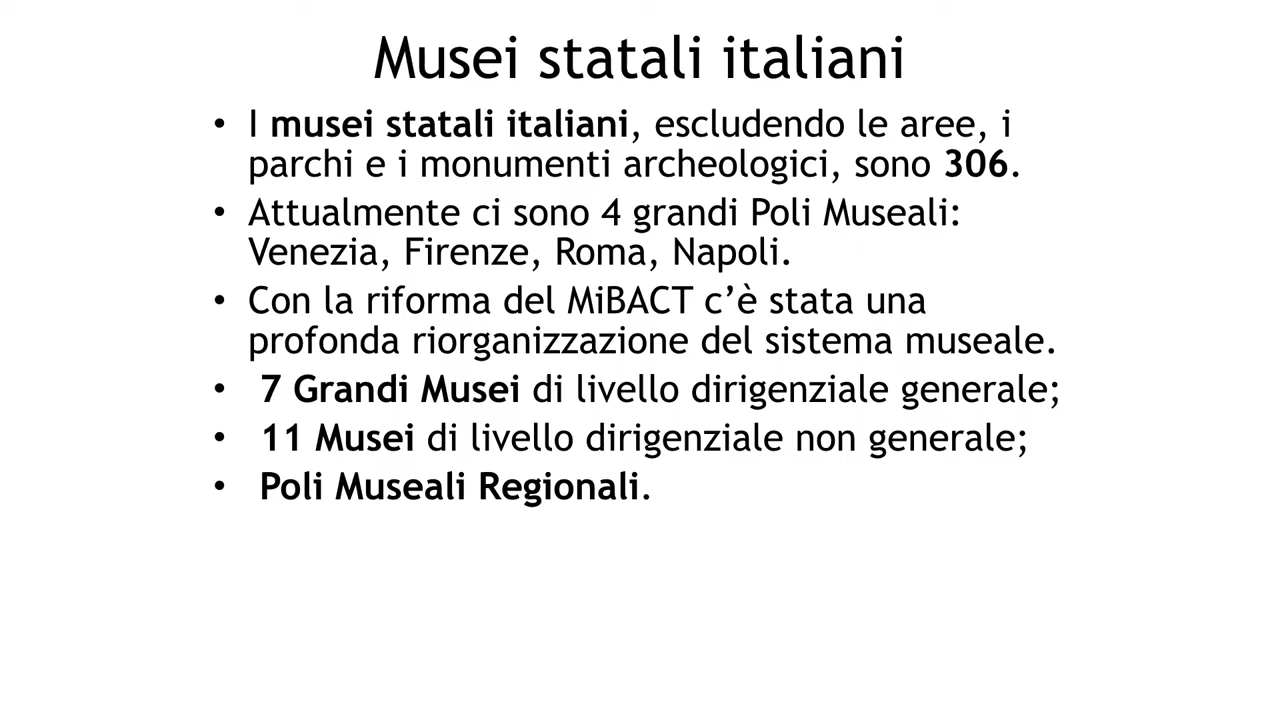 Musei statali italiani
• I musei statali italiani, escludendo le aree, i
parchi e i monumenti archeologici, sono 306.
• Attualmente ci sono 4 grandi Poli Museali:
Venezia, Firenze, Roma, Napoli.
• Con la riforma del MiBACT c’è stata una
profonda riorganizzazione del sistema museale.
• 7 Grandi Musei di livello dirigenziale generale;
• 11 Musei di livello dirigenziale non generale;
• Poli Museali Regionali.